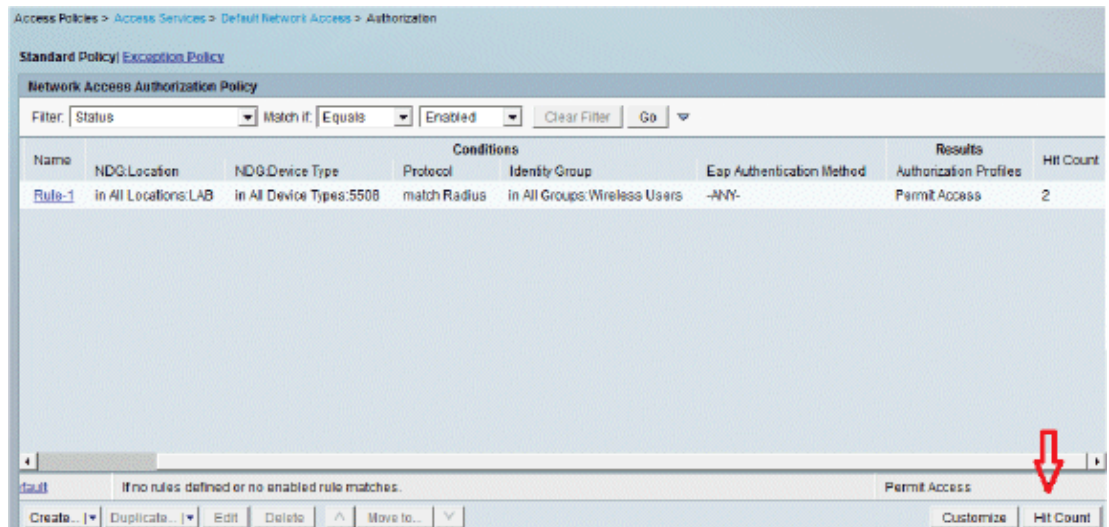 Access Policies > Access Services > Default Network Access > Authorization
Standard Policy| Exception Policy
Network Access Authorization Policy
Filter: Status Match if: Equals Enabled Clear Filter Go
Name Conditions Results Hit Count
NDG:Location NDG:Device Type Protocol Identity Group Eap Authentication Method Authorization Profiles
Rule-1 in All Locations:LAB in All Device Types:5508 match Radius in All Groups:Wireless Users -ANY- Permit Access 2
fault If no rules defined or no enabled rule matches. Permit Access
Create... Duplicate... Edit Delete Move to... Customize Hit Count